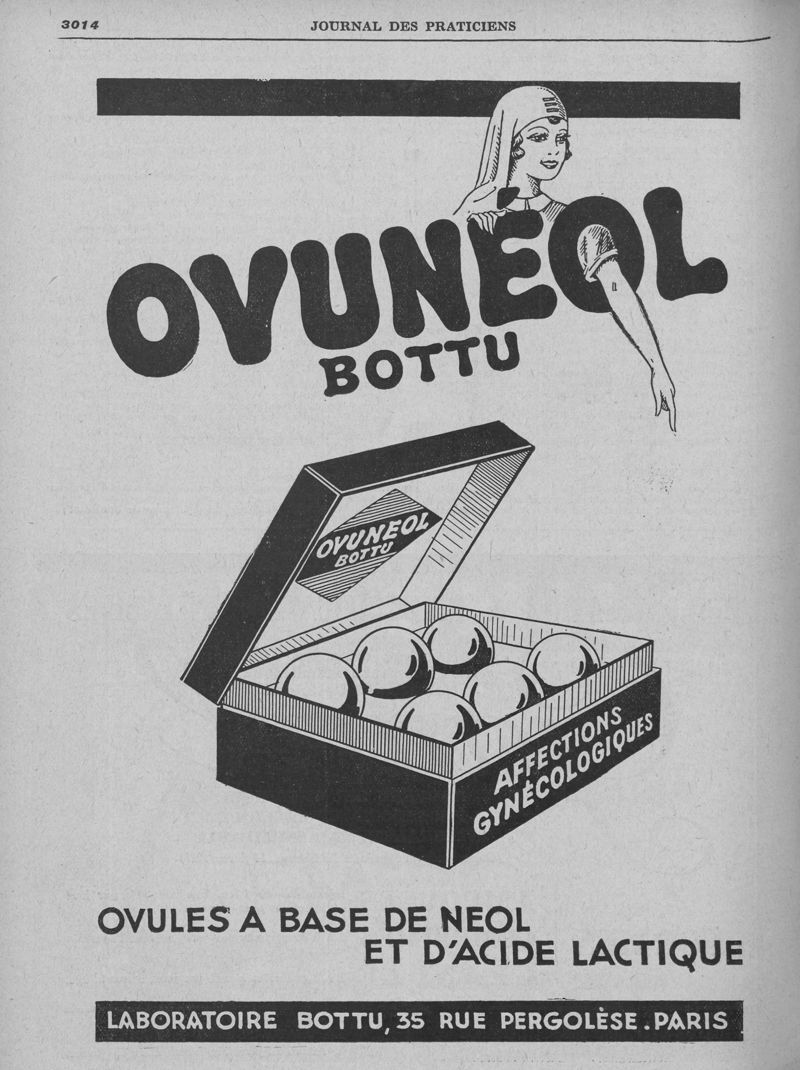 3014
JOURNAL DES PRATICIENS
OVUNÉOL
BOTTU
OVUNEOL
BOTTU
AFFECTIONS
GYNÉCOLOGIQUES
OVULES A BASE DE NEOL
ET D'ACIDE LACTIQUE
LABORATOIRE BOTTU, 35 RUE PERGOLÈSE . PARIS